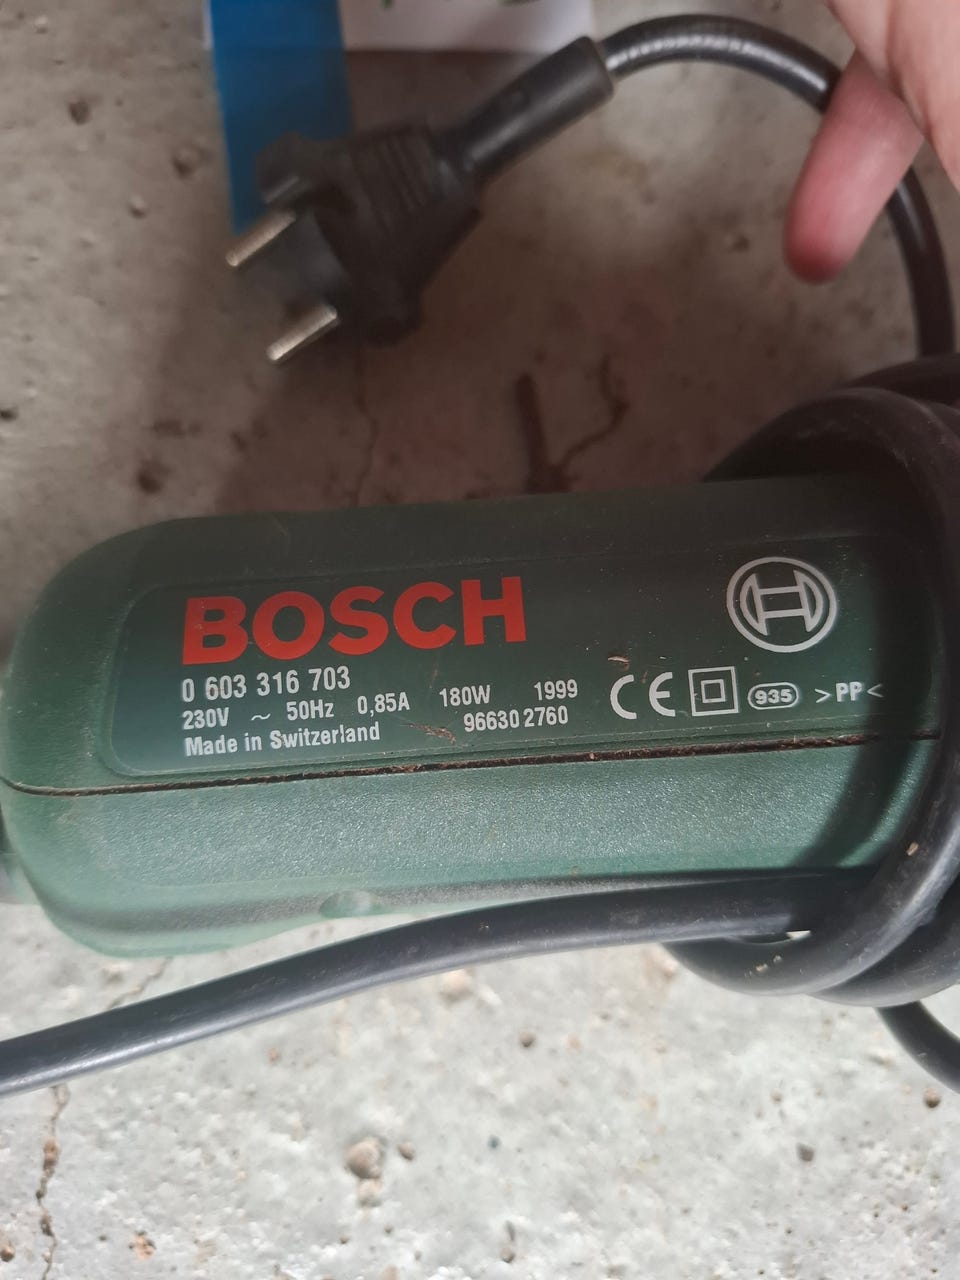 BOSCH
0 603 316 703
230V ~ 50Hz 0,85A 180W 1999
Made in Switzerland 96630 2760
CE 935 >PP<